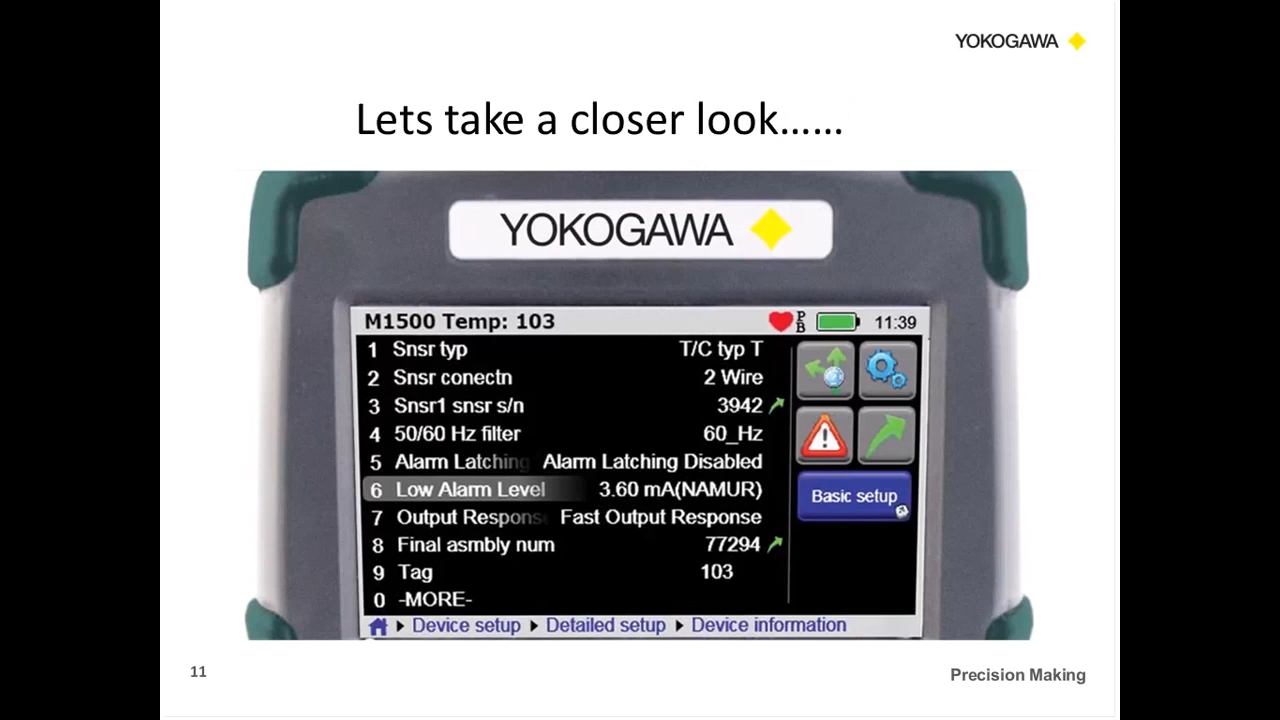 YOKOGAWA
Lets take a closer look……
YOKOGAWA
M1500 Temp: 103 PB 11:39
1 Snsr typ T/C typ T
2 Snsr conectn 2 Wire
3 Snsr1 snsr s/n 3942
4 50/60 Hz filter 60_Hz
5 Alarm Latching Alarm Latching Disabled
6 Low Alarm Level 3.60 mA(NAMUR)
7 Output Respons Fast Output Response
8 Final asmbly num 77294
9 Tag 103
0 -MORE-
Basic setup
Device setup Detailed setup Device information
11 Precision Making